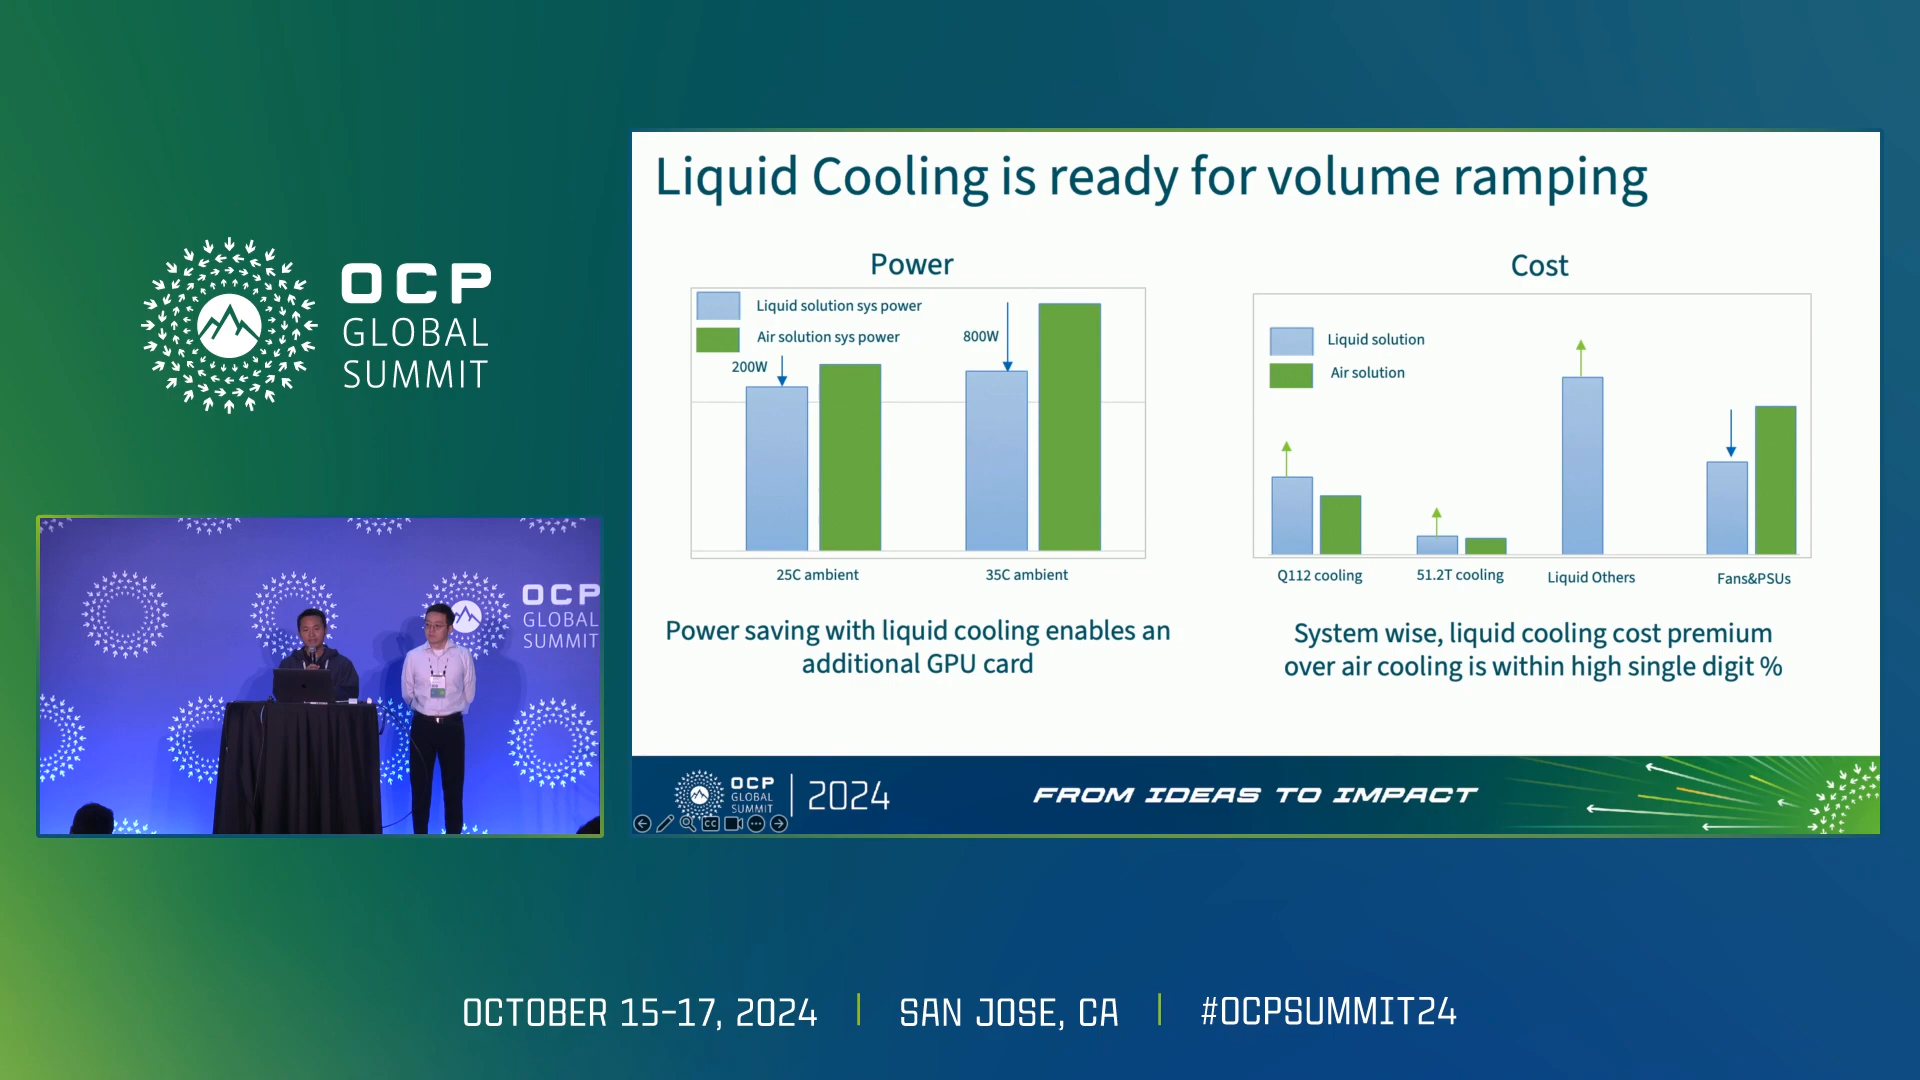 OCP
GLOBAL
SUMMIT
Liquid Cooling is ready for volume ramping
Power
Liquid solution sys power
Air solution sys power
200W
800W
25C ambient
35C ambient
Power saving with liquid cooling enables an
additional GPU card
Cost
Liquid solution
Air solution
Q112 cooling
51.2T cooling
Liquid Others
Fans&PSUs
System wise, liquid cooling cost premium
over air cooling is within high single digit %
OCP
GLOBAL
SUMMIT
2024
FROM IDEAS TO IMPACT
CC
OCP
GLOBAL
SUMMIT
OCTOBER 15-17, 2024
SAN JOSE, CA
#OCPSUMMIT24